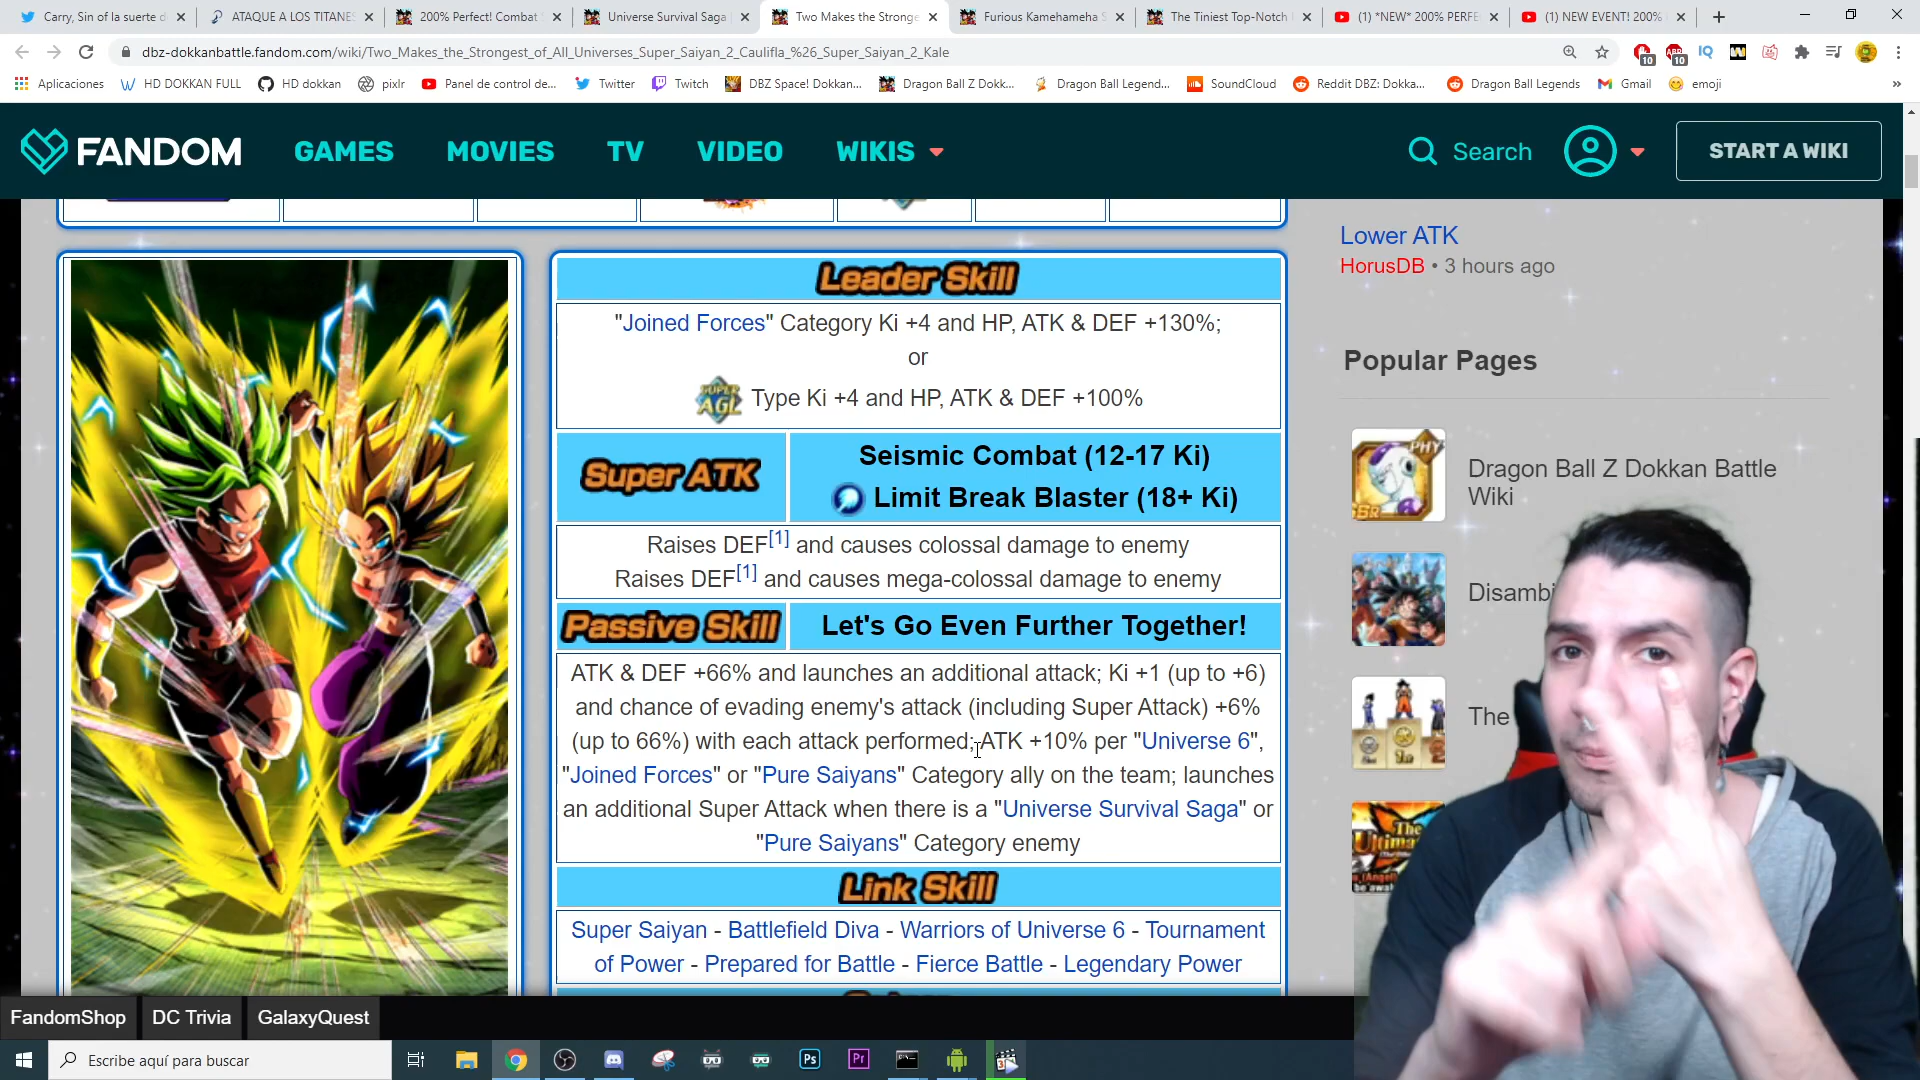 Carry, Sin of la suerte d
ATAQUE A LOS TITANES
200% Perfect! Combat
Universe Survival Saga
Two Makes the Stronge
Furious Kamehameha S
The Tiniest Top-Notch
(1) *NEW* 200% PERFE
(1) NEW EVENT! 200%
dbz-dokkanbattle.fandom.com/wiki/Two_Makes_the_Strongest_of_All_Universes_Super_Saiyan_2_Caulifla_%26_Super_Saiyan_2_Kale
10
10
IQ
Aplicaciones
HD DOKKAN FULL
HD dokkan
pixlr
Panel de control de...
Twitter
Twitch
DBZ Space! Dokkan...
Dragon Ball Z Dokk...
Dragon Ball Legend...
SoundCloud
Reddit DBZ: Dokka...
Dragon Ball Legends
Gmail
emoji
»
FANDOM
GAMES
MOVIES
TV
VIDEO
WIKIS
Search
START A WIKI
Leader Skill
"Joined Forces" Category Ki +4 and HP, ATK & DEF +130%;
or
SUPER AGL Type Ki +4 and HP, ATK & DEF +100%
Super ATK
Seismic Combat (12-17 Ki)
Limit Break Blaster (18+ Ki)
Raises DEF[1] and causes colossal damage to enemy
Raises DEF[1] and causes mega-colossal damage to enemy
Passive Skill
Let's Go Even Further Together!
ATK & DEF +66% and launches an additional attack; Ki +1 (up to +6)
and chance of evading enemy's attack (including Super Attack) +6%
(up to 66%) with each attack performed; ATK +10% per "Universe 6",
"Joined Forces" or "Pure Saiyans" Category ally on the team; launches
an additional Super Attack when there is a "Universe Survival Saga" or
"Pure Saiyans" Category enemy
Link Skill
Super Saiyan - Battlefield Diva - Warriors of Universe 6 - Tournament
of Power - Prepared for Battle - Fierce Battle - Legendary Power
Lower ATK
HorusDB • 3 hours ago
Popular Pages
PHY
SSR
Dragon Ball Z Dokkan Battle
Wiki
Disambi
The
The
Ultima
FandomShop
DC Trivia
GalaxyQuest
Escribe aquí para buscar
Ps
Pr